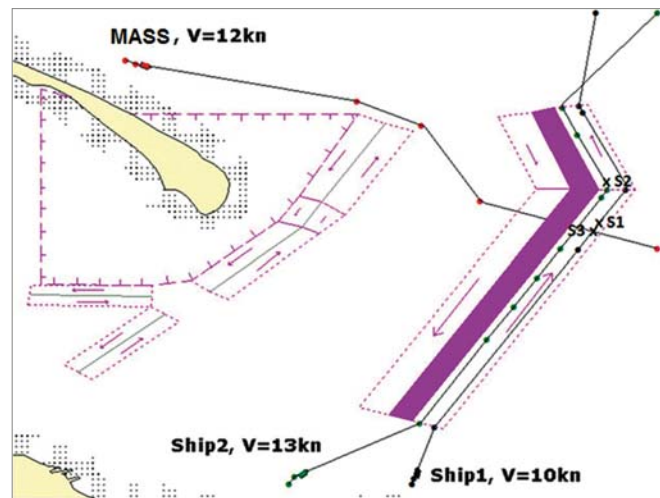 MASS, V=12kn
S2
S1
S3
Ship2, V=13kn
Ship1, V=10kn